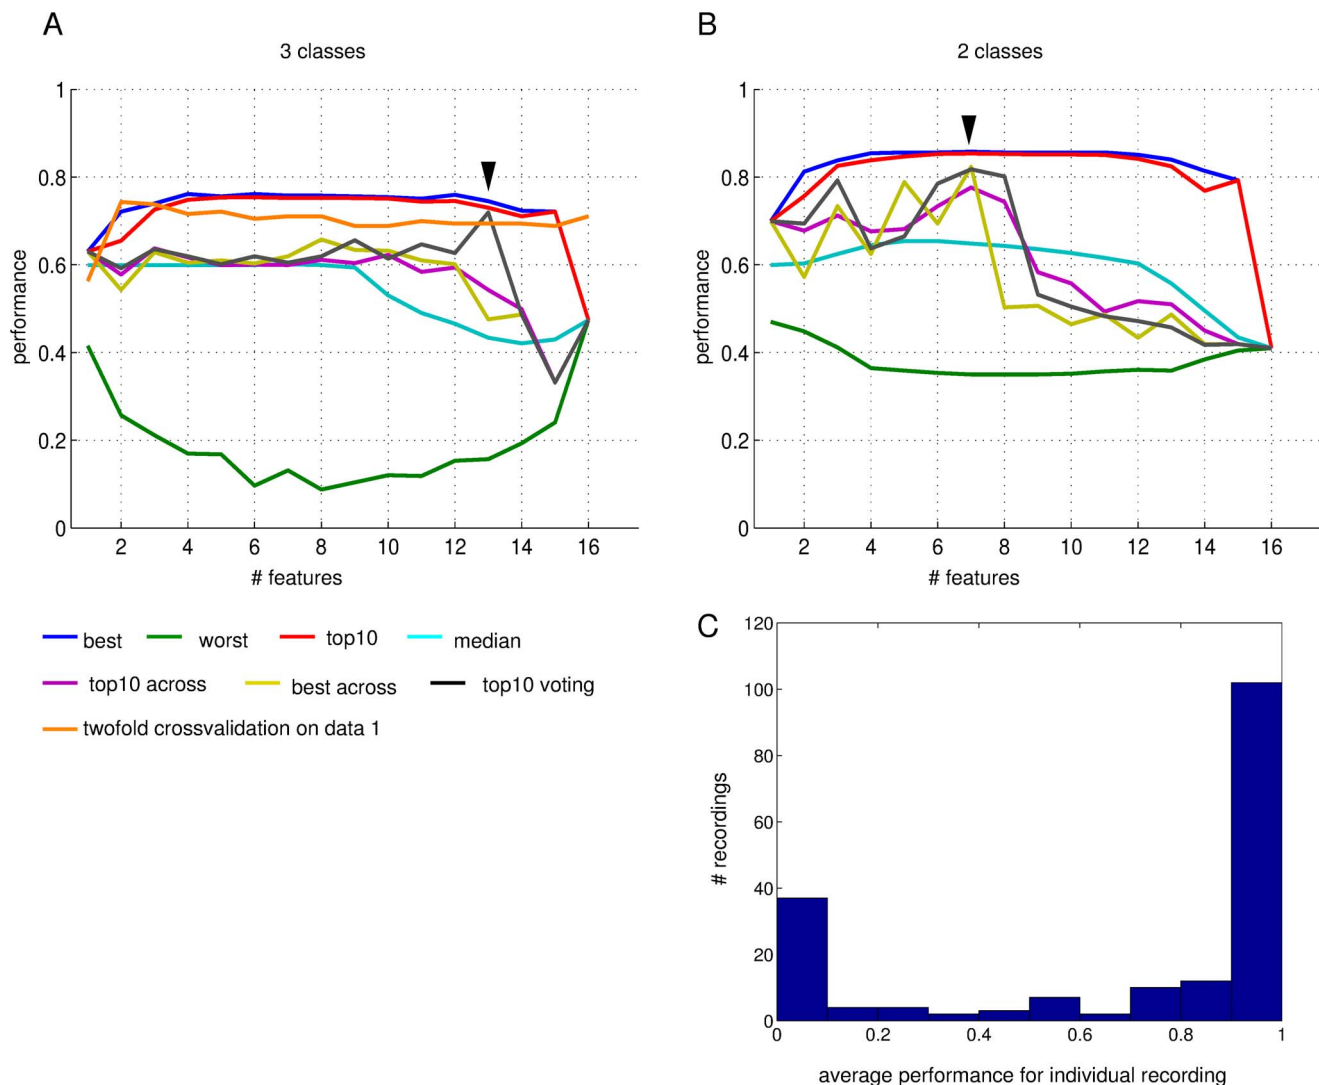 A
3 classes
1
0.8
0.6
0.4
0.2
0
performance
2 4 6 8 10 12 14 16
# features
B
2 classes
1
0.8
0.6
0.4
0.2
0
performance
2 4 6 8 10 12 14 16
# features
best worst top10 median
top10 across best across top10 voting
twofold crossvalidation on data 1
C
120
100
80
60
40
20
0
# recordings
0 0.2 0.4 0.6 0.8 1
average performance for individual recording